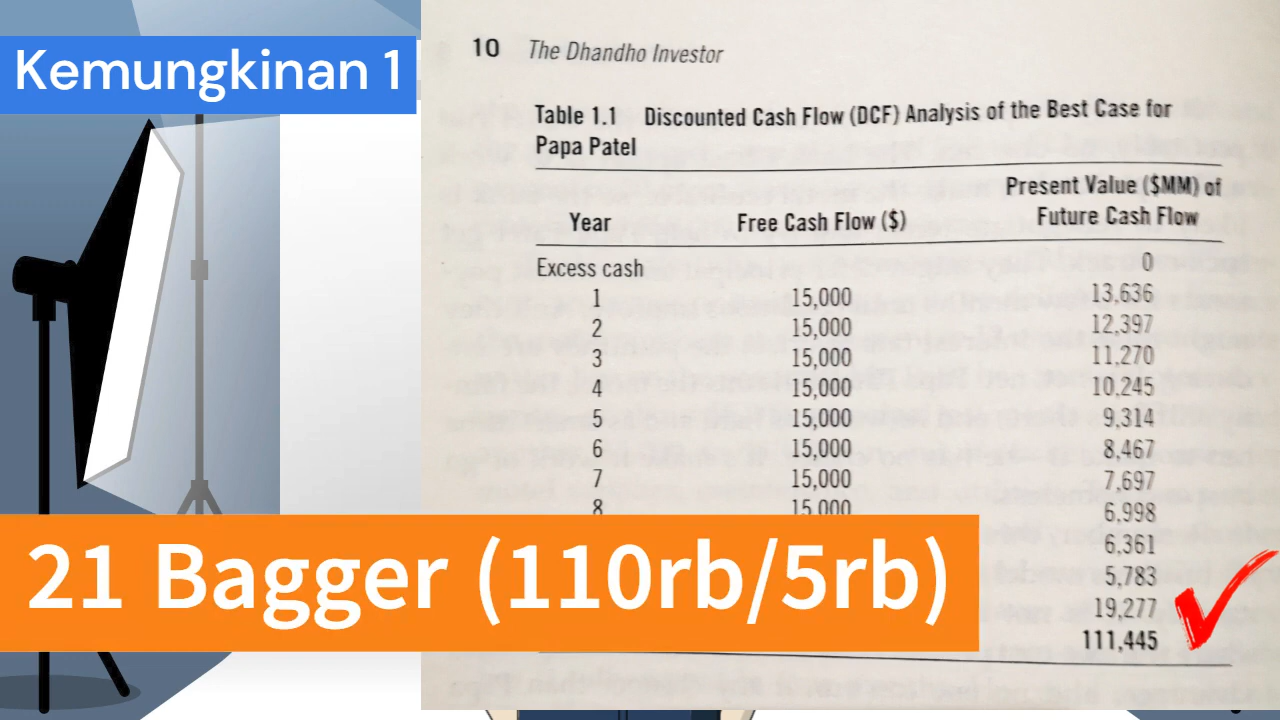 Kemungkinan 1
10 The Dhandho Investor
Table 1.1 Discounted Cash Flow (DCF) Analysis of the Best Case for
Papa Patel
Present Value ($MM) of
Year Free Cash Flow ($) Future Cash Flow
Excess cash 0
1 15,000 13,636
2 15,000 12,397
3 15,000 11,270
4 15,000 10,245
5 15,000 9,314
6 15,000 8,467
7 15,000 7,697
8 15,000 6,998
6,361
5,783
19,277
111,445
21 Bagger (110rb/5rb)